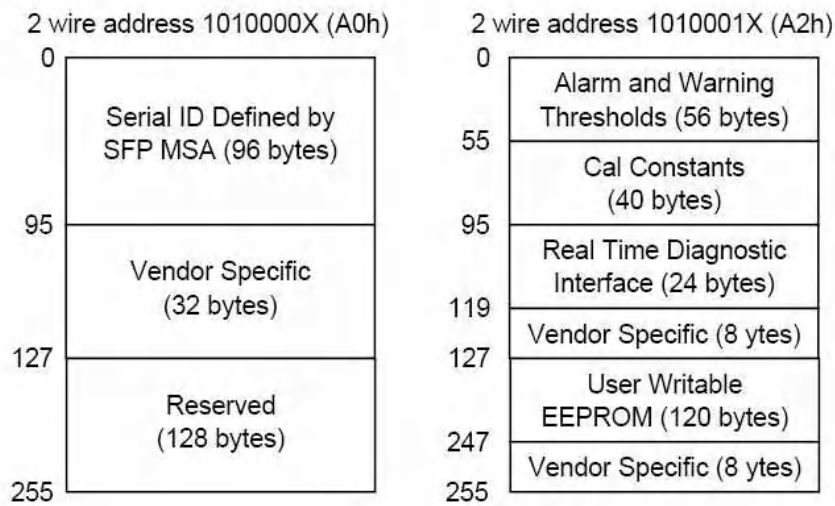 2 wire address 1010000X (A0h)
0
Serial ID Defined by
SFP MSA (96 bytes)
95
Vendor Specific
(32 bytes)
127
Reserved
(128 bytes)
255
2 wire address 1010001X (A2h)
0
Alarm and Warning
Thresholds (56 bytes)
55
Cal Constants
(40 bytes)
95
Real Time Diagnostic
Interface (24 bytes)
119
Vendor Specific (8 ytes)
127
User Writable
EEPROM (120 bytes)
247
Vendor Specific (8 ytes)
255